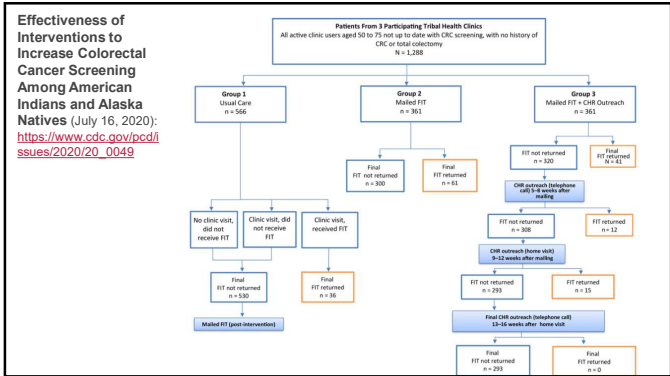 Effectiveness of
Interventions to
Increase Colorectal
Cancer Screening
Among American
Indians and Alaska
Natives (July 16, 2020):
https://www.cdc.gov/pcd/i
ssues/2020/20_0049
Patients From 3 Participating Tribal Health Clinics
All active clinic users aged 50 to 75 not up to date with CRC screening, with no history of
CRC or total colectomy
N = 1,288
Group 1
Usual Care
n = 566
Group 2
Mailed FIT
n = 361
Group 3
Mailed FIT + CHR Outreach
n = 361
Final
FIT not returned
n = 300
Final
FIT returned
n = 61
FIT not returned
n = 320
Final
FIT returned
N = 41
CHR outreach (telephone
call) 5–8 weeks after
mailing
No clinic visit,
did not
receive FIT
Clinic visit, did
not receive
FIT
Clinic visit,
received FIT
FIT not returned
n = 308
FIT returned
n = 12
CHR outreach (home visit)
9–12 weeks after mailing
Final
FIT not returned
n = 530
Final
FIT returned
n = 36
FIT not returned
n = 293
FIT returned
n = 15
Mailed FIT (post-intervention)
Final CHR outreach (telephone call)
13–16 weeks after home visit
Final
FIT not returned
n = 293
Final
FIT returned
n = 0